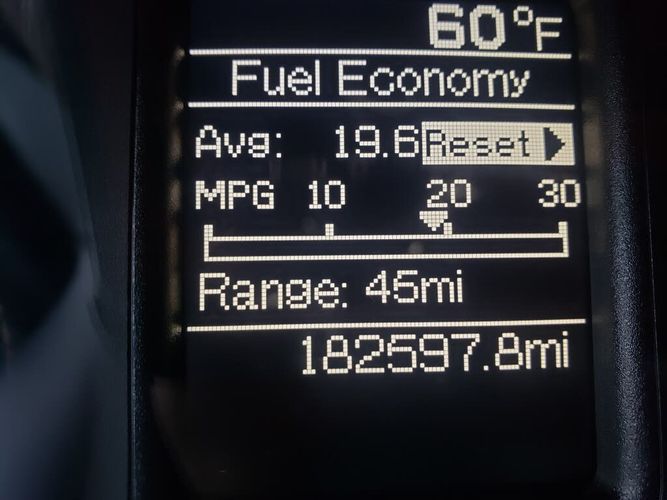 60°F
Fuel Economy
Avg: 19.6 Reset
MPG 10 20 30
Range: 45mi
182597.8mi